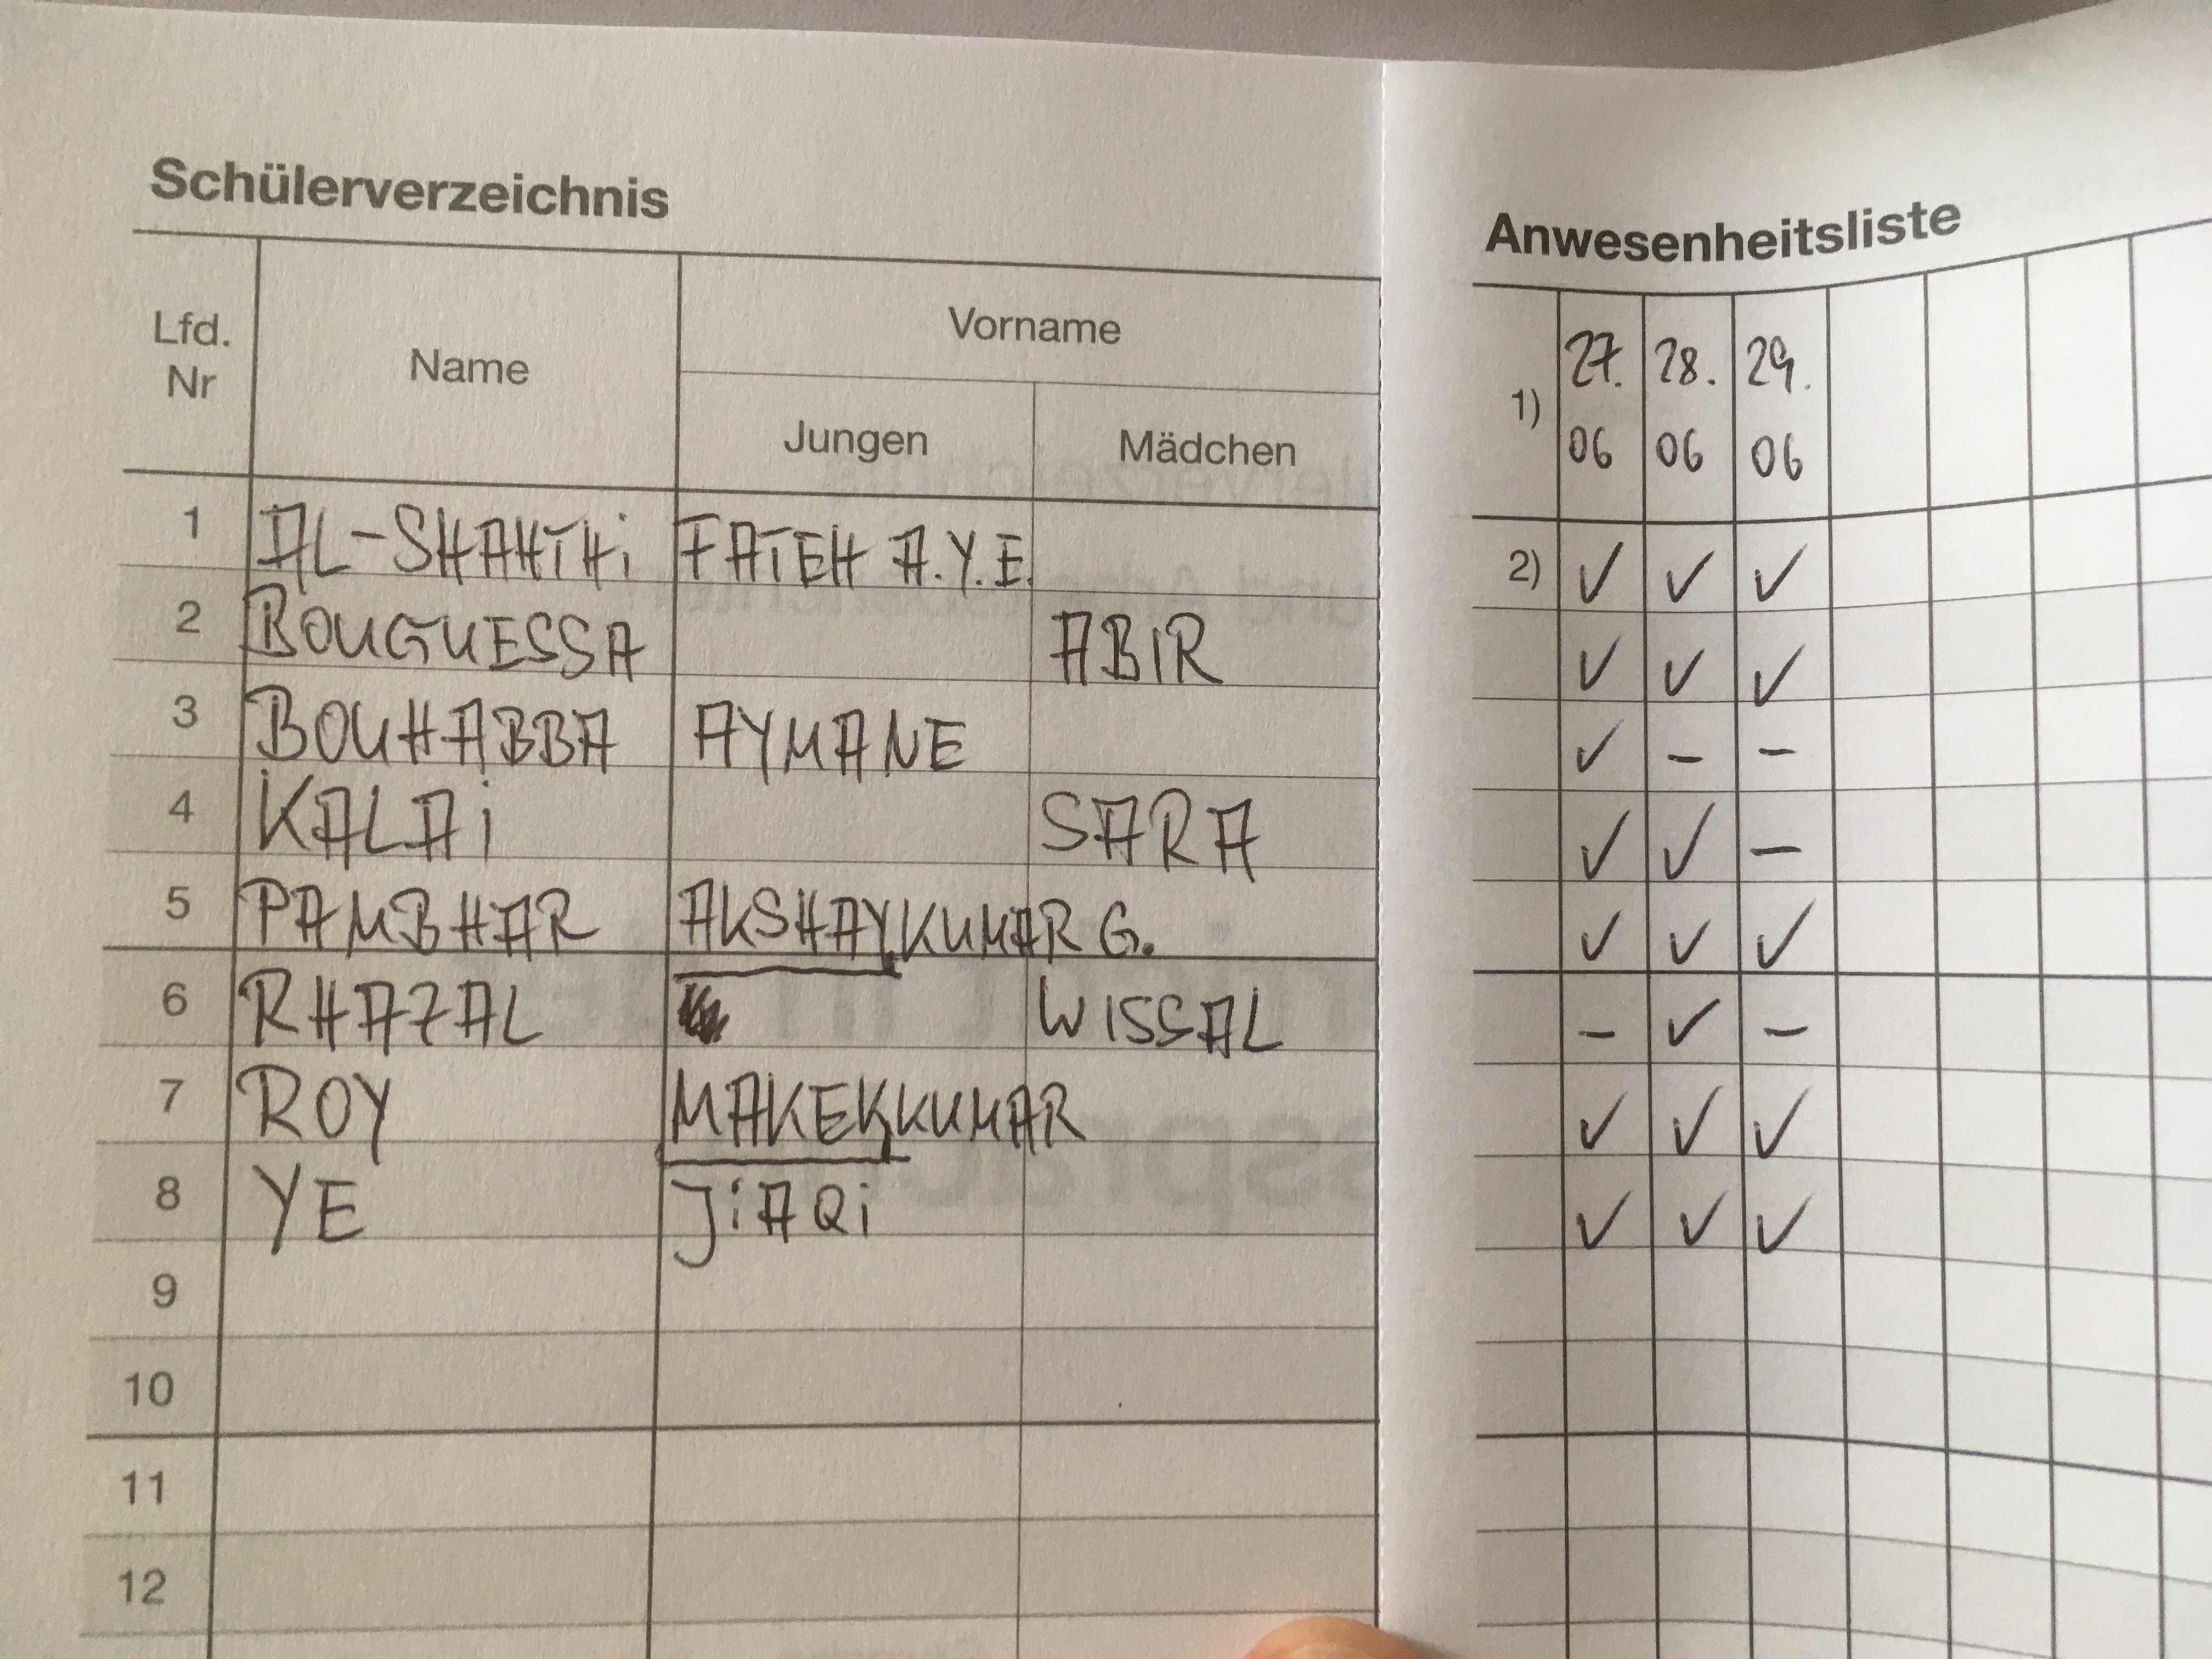 Schülerverzeichnis
Anwesenheitsliste
Lfd. Nr Name Vorname
Jungen Mädchen
1) 27. 06 28. 06 29. 06
1 AL-SHAHTHi FATEH A.Y.E. 2) ✓ ✓ ✓
2 BOUGUESSA ABIR ✓ ✓ ✓
3 BOUHABBA AYMANE ✓ – –
4 KALAi SARA ✓ ✓ –
5 PAMBHAR AKSHAYKUMAR G. ✓ ✓ ✓
6 RHAZAL WISSAL – ✓ –
7 ROY MAKEKKUMAR ✓ ✓ ✓
8 YE JiAQi ✓ ✓ ✓
9
10
11
12